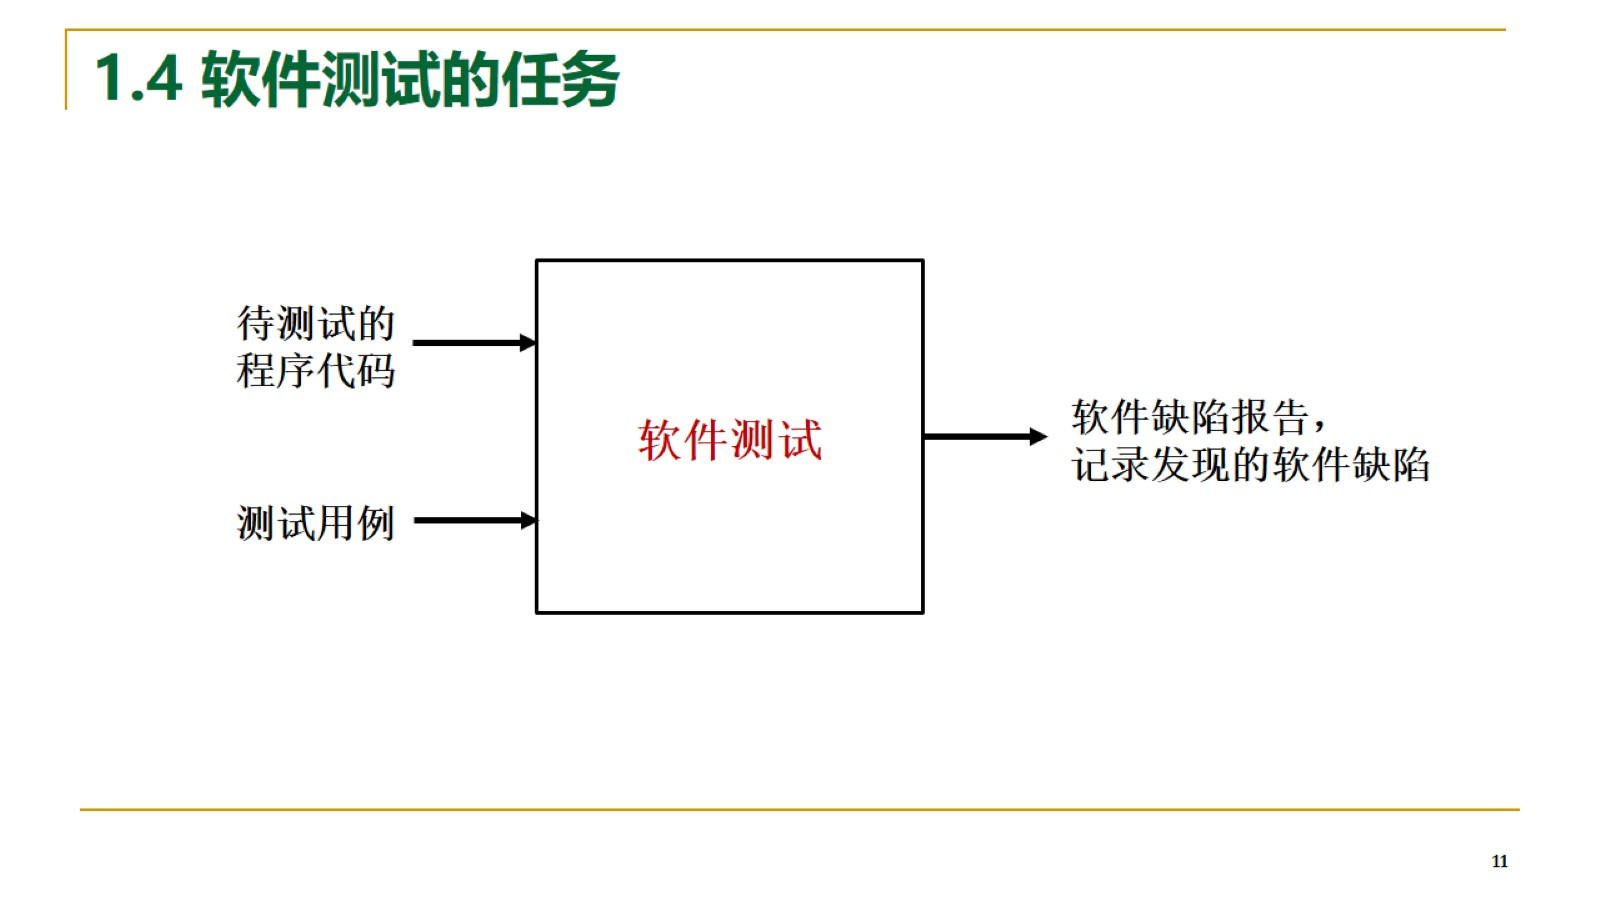 1.4 软件测试的任务
待测试的
程序代码
软件测试
测试用例
软件缺陷报告，
记录发现的软件缺陷
11